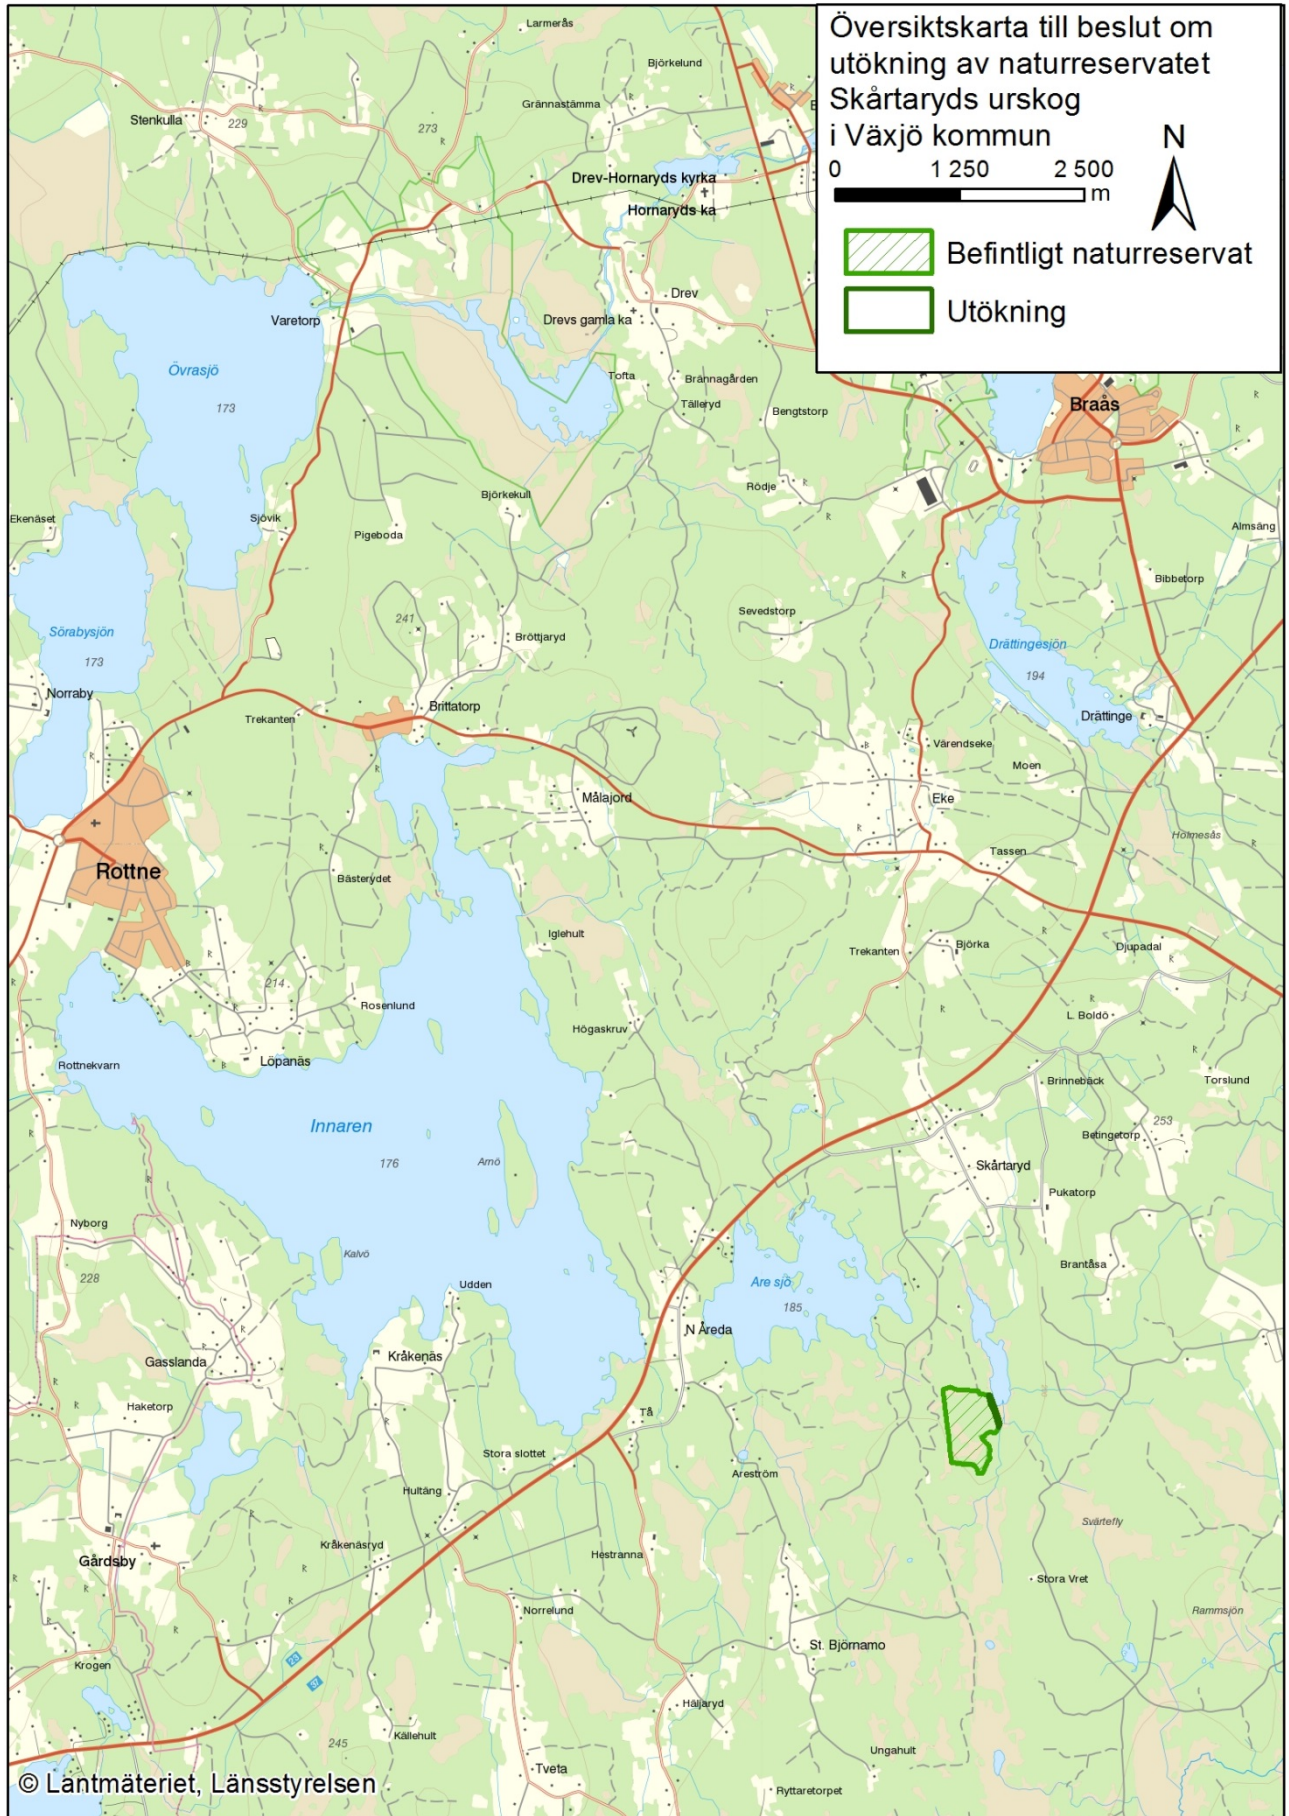 Översiktskarta till beslut om
utökning av naturreservatet
Skårtaryds urskog
i Växjö kommun
N
0 1 250 2 500
m
Befintligt naturreservat
Utökning
Larmerås
Björkelund
Grännastämma
Stenkulla
229
273
Drev-Hornaryds kyrka
Hornaryds ka
Drev
Varetorp
Drevs gamla ka
Övrasjö
173
Tofta
Brännagården
Tälleryd
Bengtstorp
Braås
Rödje
Björkekull
Ekenäset
Sjövik
Pigeboda
Almsäng
Bibbetorp
Sevedstorp
241
Sörabysjön
173
Bröttjaryd
Drättingesjön
194
Norraby
Trekanten
Brittatorp
Drättinge
Värendseke
Moen
Målajord
Eke
Holmesås
Tassen
Rottne
Bästerydet
Iglehult
Trekanten
Björka
Djupadal
214
Rosenlund
L. Boldö
Högaskruv
Löpanäs
Rottnekvarn
Brinnebäck
Torslund
Innaren
253
Betingetorp
176
Arnö
Skårtaryd
Pukatorp
Nyborg
Kalvö
Brantåsa
228
Udden
Are sjö
185
N Åreda
Kråkenäs
Gasslanda
Haketorp
Tå
Stora slottet
Areström
Hultäng
Svärtefly
Kråkenäsryd
Hestranna
Gårdsby
Stora Vret
Norrelund
Rammsjön
St. Björnamo
23
37
Krogen
Häljaryd
Källehult
245
Ungahult
Tveta
Ryttaretorpet
© Lantmäteriet, Länsstyrelsen